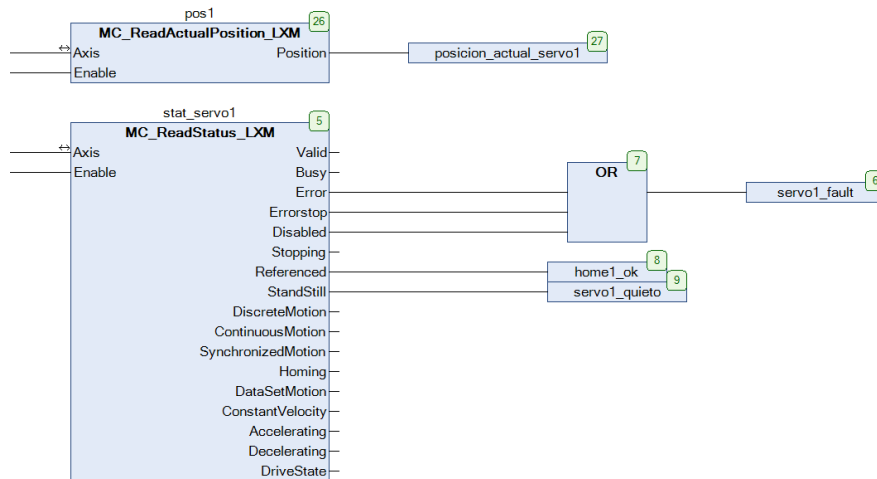 pos1
26
MC_ReadActualPosition_LXM
Axis
Position
Enable
27
posicion_actual_servo1
stat_servo1
5
MC_ReadStatus_LXM
Axis
Valid
Enable
Busy
Error
Errorstop
Disabled
Stopping
Referenced
StandStill
DiscreteMotion
ContinuousMotion
SynchronizedMotion
Homing
DataSetMotion
ConstantVelocity
Accelerating
Decelerating
DriveState
7
OR
6
servo1_fault
8
home1_ok
9
servo1_quieto